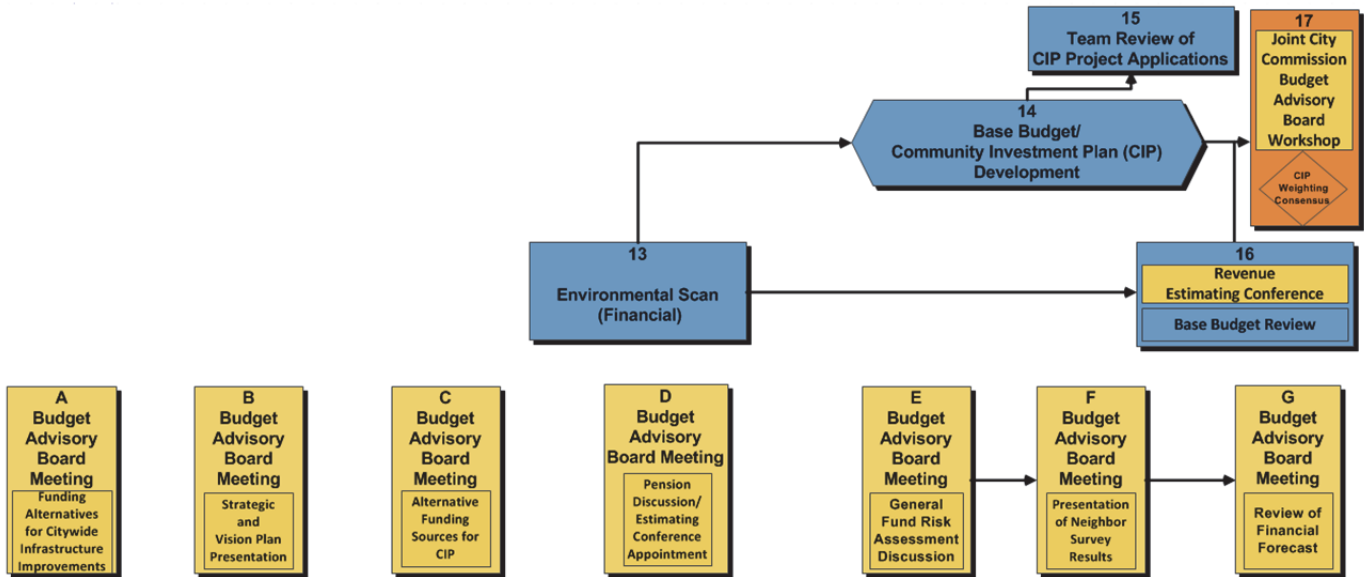 15
Team Review of
CIP Project Applications
17
Joint City
Commission
Budget
Advisory
Board
Workshop
CIP
Weighting
Consensus
14
Base Budget/
Community Investment Plan (CIP)
Development
13
Environmental Scan
(Financial)
16
Revenue
Estimating Conference
Base Budget Review
A
Budget
Advisory
Board
Meeting
Funding
Alternatives
for Citywide
Infrastructure
Improvements
B
Budget
Advisory
Board
Meeting
Strategic
and
Vision Plan
Presentation
C
Budget
Advisory
Board
Meeting
Alternative
Funding
Sources for
CIP
D
Budget
Advisory
Board Meeting
Pension
Discussion/
Estimating
Conference
Appointment
E
Budget
Advisory
Board
Meeting
General
Fund Risk
Assessment
Discussion
F
Budget
Advisory
Board
Meeting
Presentation
of Neighbor
Survey
Results
G
Budget
Advisory
Board
Meeting
Review of
Financial
Forecast